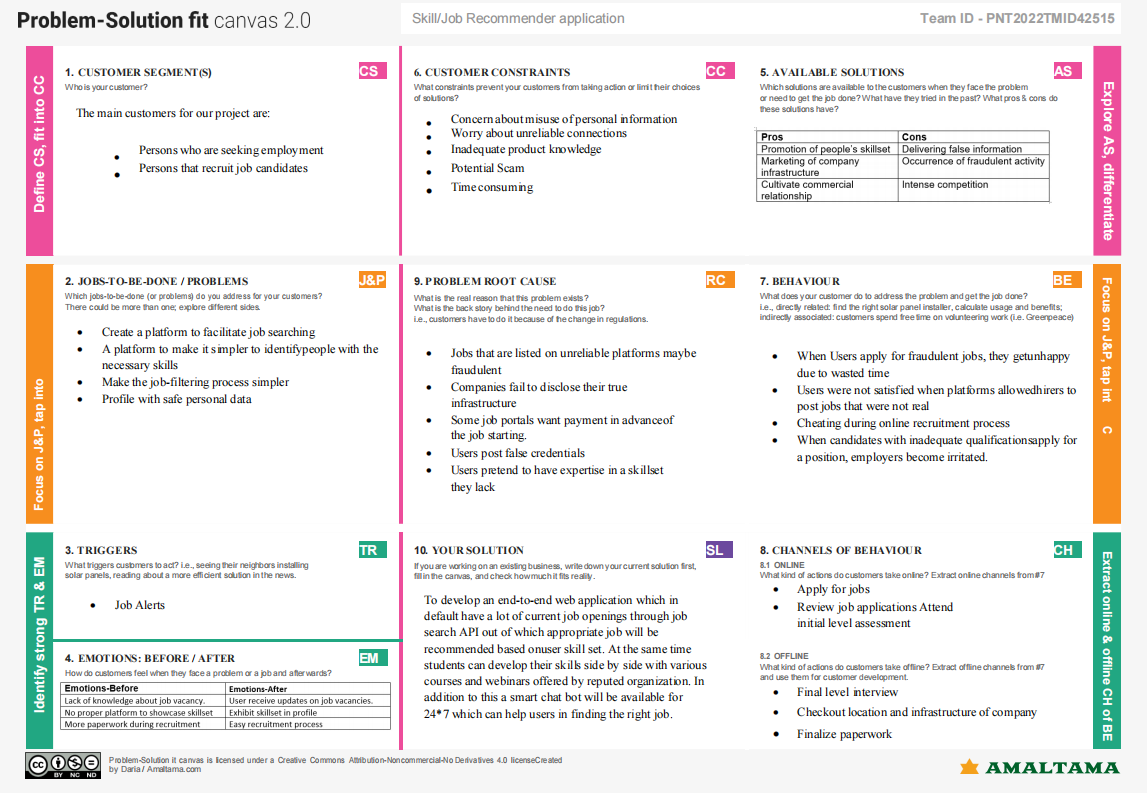 Problem-Solution fit canvas 2.0
Skill/Job Recommender application
Team ID - PNT2022TMID42515
Define CS, fit into CC
1. CUSTOMER SEGMENT(S)
CS
Who is your customer?
The main customers for our project are:
• Persons who are seeking employment
• Persons that recruit job candidates
6. CUSTOMER CONSTRAINTS
CC
What constraints prevent your customers from taking action or limit their choices
of solutions?
• Concern about misuse of personal information
• Worry about unreliable connections
• Inadequate product knowledge
• Potential Scam
• Time consuming
5. AVAILABLE SOLUTIONS
AS
Which solutions are available to the customers when they face the problem
or need to get the job done? What have they tried in the past? What pros & cons do
these solutions have?
Pros Cons
Promotion of people's skillset Delivering false information
Marketing of company Occurrence of fraudulent activity
infrastructure
Cultivate commercial Intense competition
relationship
Explore AS, differentiate
Focus on J&P, tap into
2. JOBS-TO-BE-DONE / PROBLEMS
J&P
Which jobs-to-be-done (or problems) do you address for your customers?
There could be more than one; explore different sides.
• Create a platform to facilitate job searching
• A platform to make it simpler to identifypeople with the
necessary skills
• Make the job-filtering process simpler
• Profile with safe personal data
9. PROBLEM ROOT CAUSE
RC
What is the real reason that this problem exists?
What is the back story behind the need to do this job?
i.e., customers have to do it because of the change in regulations.
• Jobs that are listed on unreliable platforms maybe
fraudulent
• Companies fail to disclose their true
infrastructure
• Some job portals want payment in advanceof
the job starting.
• Users post false credentials
• Users pretend to have expertise in a skillset
they lack
7. BEHAVIOUR
BE
What does your customer do to address the problem and get the job done?
i.e., directly related: find the right solar panel installer, calculate usage and benefits;
indirectly associated: customers spend free time on volunteering work (i.e. Greenpeace)
• When Users apply for fraudulent jobs, they getunhappy
due to wasted time
• Users were not satisfied when platforms allowedhirers to
post jobs that were not real
• Cheating during online recruitment process
• When candidates with inadequate qualificationsapply for
a position, employers become irritated.
Focus on J&P, tap int C
Identify strong TR & EM
3. TRIGGERS
TR
What triggers customers to act? i.e., seeing their neighbors installing
solar panels, reading about a more efficient solution in the news.
• Job Alerts
4. EMOTIONS: BEFORE / AFTER
EM
How do customers feel when they face a problem or a job and afterwards?
Emotions-Before Emotions-After
Lack of knowledge about job vacancy. User receive updates on job vacancies.
No proper platform to showcase skillset Exhibit skillset in profile
More paperwork during recruitment Easy recruitment process
10. YOUR SOLUTION
SL
If you are working on an existing business, write down your current solution first,
fill in the canvas, and check how much it fits reality.
To develop an end-to-end web application which in
default have a lot of current job openings through job
search API out of which appropriate job will be
recommended based onuser skill set. At the same time
students can develop their skills side by side with various
courses and webinars offered by reputed organization. In
addition to this a smart chat bot will be available for
24*7 which can help users in finding the right job.
8. CHANNELS OF BEHAVIOUR
CH
8.1 ONLINE
What kind of actions do customers take online? Extract online channels from #7
• Apply for jobs
• Review job applications Attend
initial level assessment
8.2 OFFLINE
What kind of actions do customers take offline? Extract offline channels from #7
and use them for customer development.
• Final level interview
• Checkout location and infrastructure of company
• Finalize paperwork
Extract online & offline CH of BE
cc BY NC ND
Problem-Solution it canvas is licensed under a Creative Commons Attribution-Noncommercial-No Derivatives 4.0 licenseCreated
by Daria / Amaltama.com
AMALTAMA